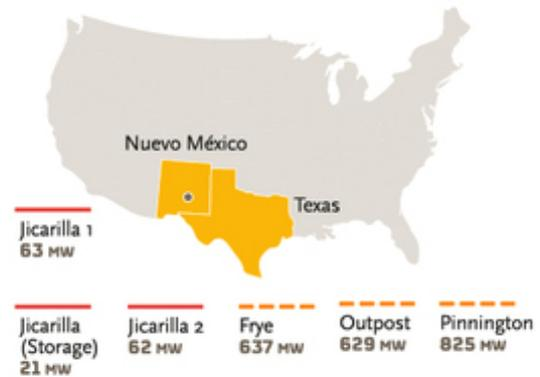 Nuevo México
Texas
Jicarilla 1
63 MW
Jicarilla
(Storage)
21 MW
Jicarilla 2
62 MW
Frye
637 MW
Outpost
629 MW
Pinnington
825 MW